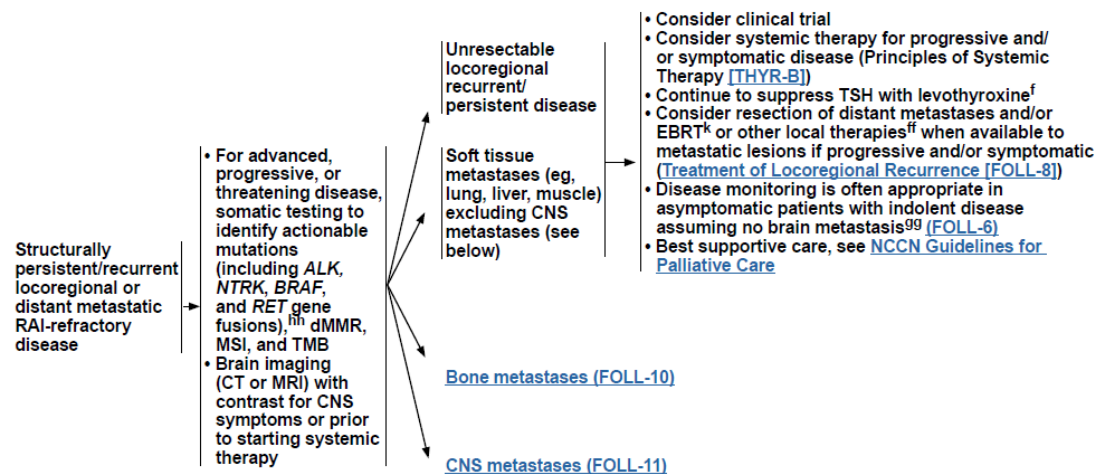 Structurally
persistent/recurrent
locoregional or
distant metastatic
RAI-refractory
disease
• For advanced,
progressive, or
threatening disease,
somatic testing to
identify actionable
mutations
(including ALK,
NTRK, BRAF,
and RET gene
fusions),hh dMMR,
MSI, and TMB
• Brain imaging
(CT or MRI) with
contrast for CNS
symptoms or prior
to starting systemic
therapy
Unresectable
locoregional
recurrent/
persistent disease
Soft tissue
metastases (eg,
lung, liver, muscle)
excluding CNS
metastases (see
below)
Bone metastases (FOLL-10)
CNS metastases (FOLL-11)
• Consider clinical trial
• Consider systemic therapy for progressive and/
or symptomatic disease (Principles of Systemic
Therapy [THYR-B])
• Continue to suppress TSH with levothyroxinef
• Consider resection of distant metastases and/or
EBRTk or other local therapiesff when available to
metastatic lesions if progressive and/or symptomatic
(Treatment of Locoregional Recurrence [FOLL-8])
• Disease monitoring is often appropriate in
asymptomatic patients with indolent disease
assuming no brain metastasisgg (FOLL-6)
• Best supportive care, see NCCN Guidelines for
Palliative Care